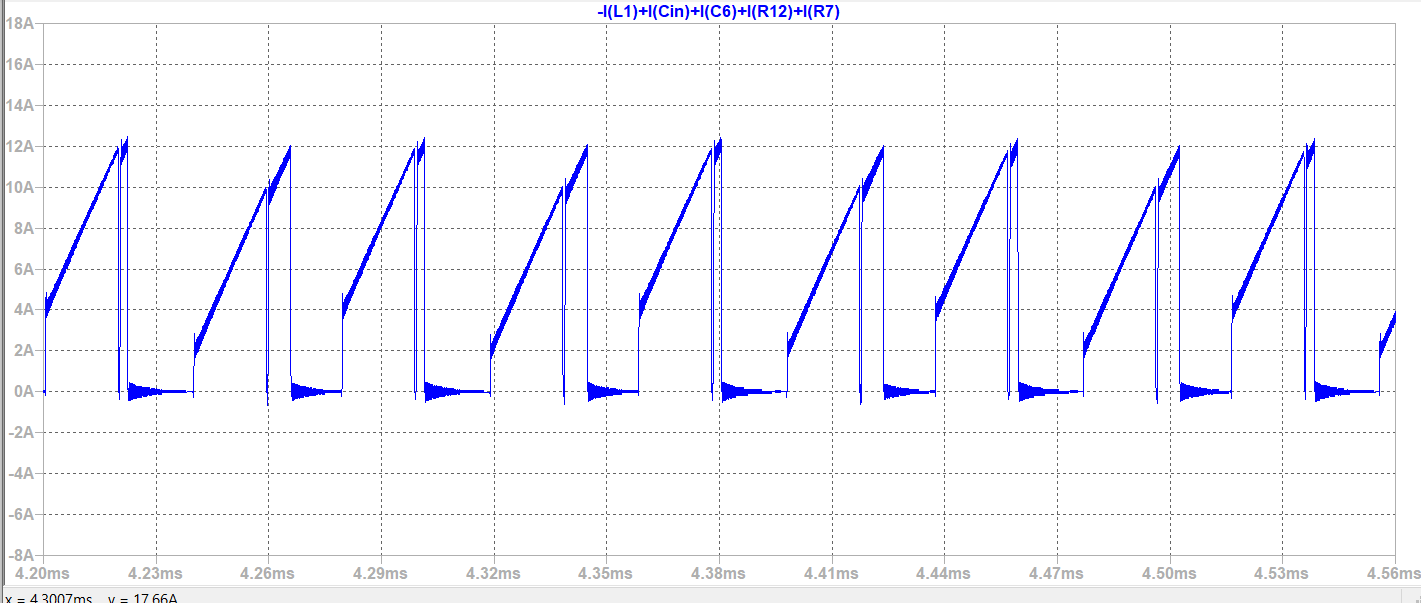 -I(L1)+I(Cin)+I(C6)+I(R12)+I(R7)
18A
16A
14A
12A
10A
8A
6A
4A
2A
0A
-2A
-4A
-6A
-8A
4.20ms 4.23ms 4.26ms 4.29ms 4.32ms 4.35ms 4.38ms 4.41ms 4.44ms 4.47ms 4.50ms 4.53ms 4.56ms
x = 4.3007ms y = 17.66A